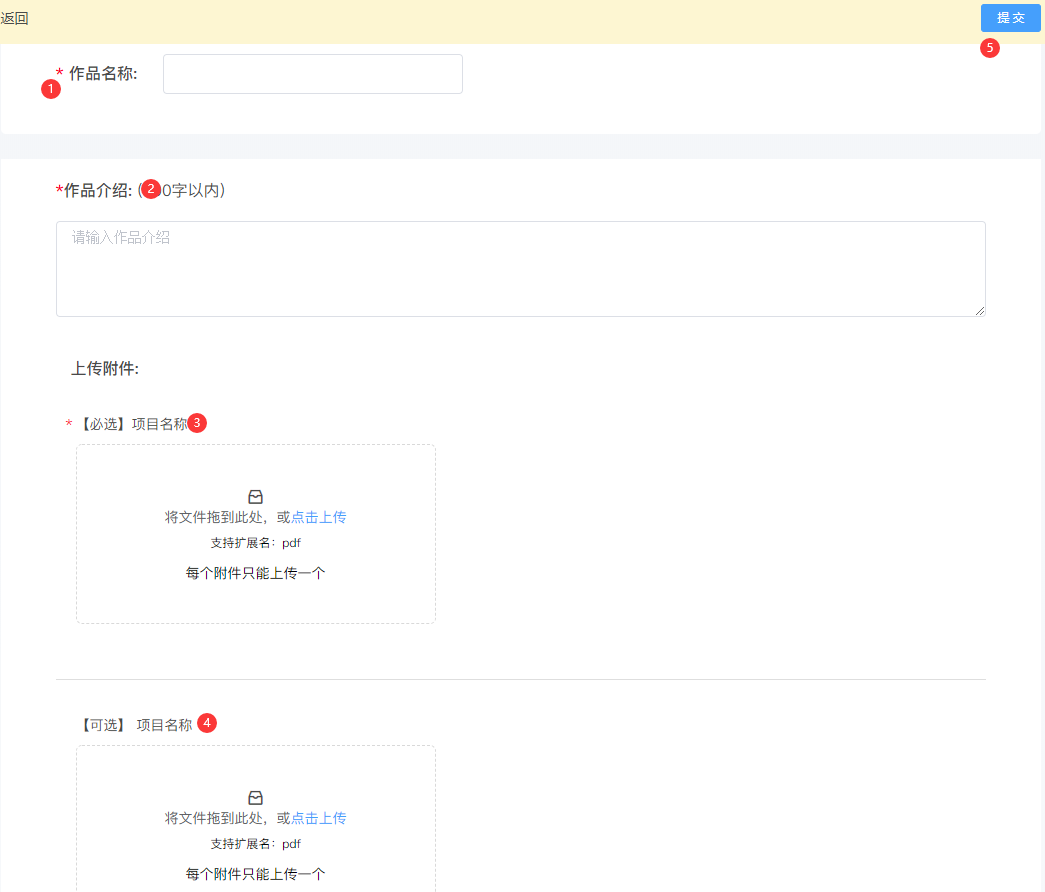 返回
提交
5
* 作品名称:
1
*作品介绍: (2 0字以内)
请输入作品介绍
上传附件:
* 【必选】项目名称 3
将文件拖到此处，或点击上传
支持扩展名：pdf
每个附件只能上传一个
【可选】 项目名称 4
将文件拖到此处，或点击上传
支持扩展名：pdf
每个附件只能上传一个